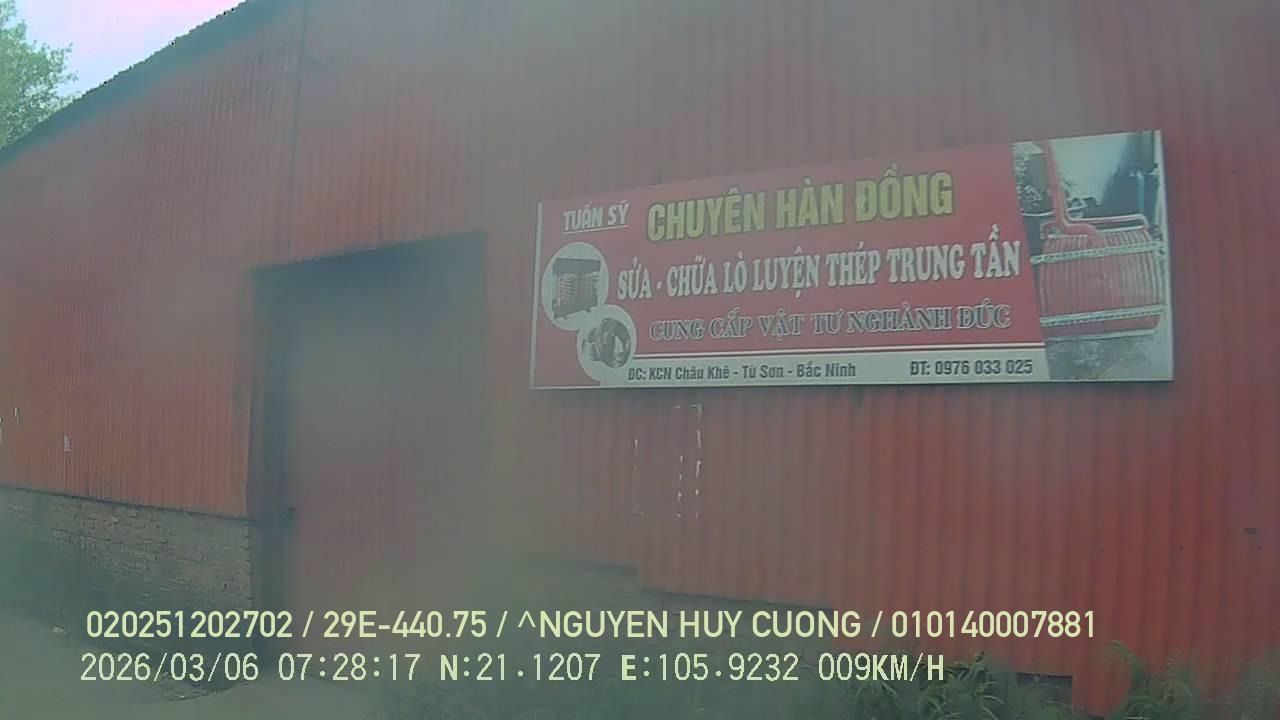 TUẤN SỸ
CHUYÊN HÀN ĐỒNG
SỬA - CHỮA LÒ LUYỆN THÉP TRUNG TẦN
CUNG CẤP VẬT TƯ NGHÀNH ĐÚC
ĐC: KCN Châu Khê - Từ Sơn - Bắc Ninh
ĐT: 0976 033 025
020251202702 / 29E-440.75 / ^NGUYEN HUY CUONG / 010140007881
2026/03/06 07:28:17 N:21.1207 E:105.9232 009KM/H